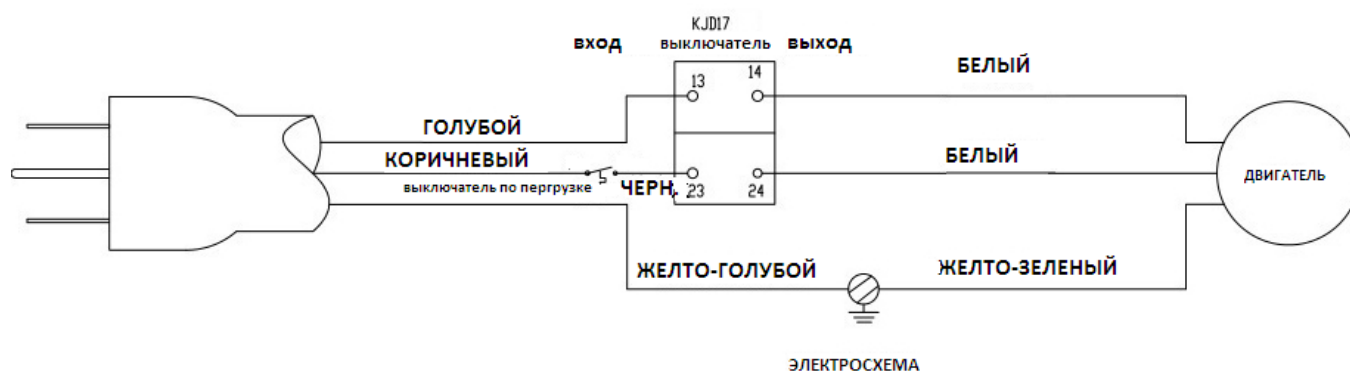 KJD17
вход
выключатель
выход
13
14
БЕЛЫЙ
ГОЛУБОЙ
КОРИЧНЕВЫЙ
БЕЛЫЙ
выключатель по пергрузке
ЧЕРН.
23
24
ДВИГАТЕЛЬ
ЖЕЛТО-ГОЛУБОЙ
ЖЕЛТО-ЗЕЛЕНЫЙ
ЭЛЕКТРОСХЕМА